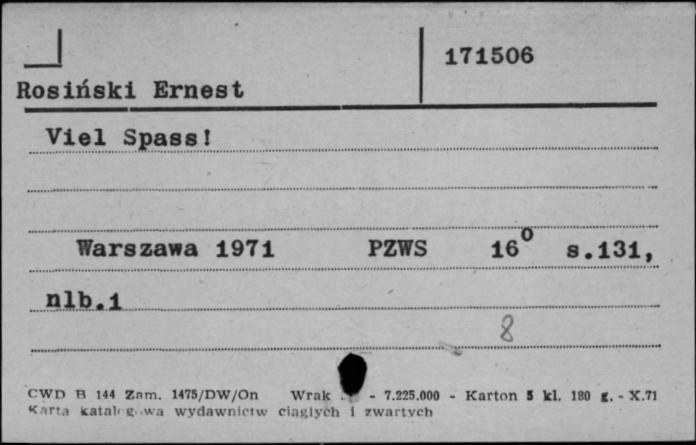 171506
Rosiński Ernest
Viel Spass!
Warszawa 1971 PZWS 16° s.131,
nlb.1
8
CWD B 144 Zam. 1475/DW/On Wrak - 7.225.000 - Karton 5 kl. 180 g. - X.71
Karta katalogowa wydawnictw ciągłych i zwartych